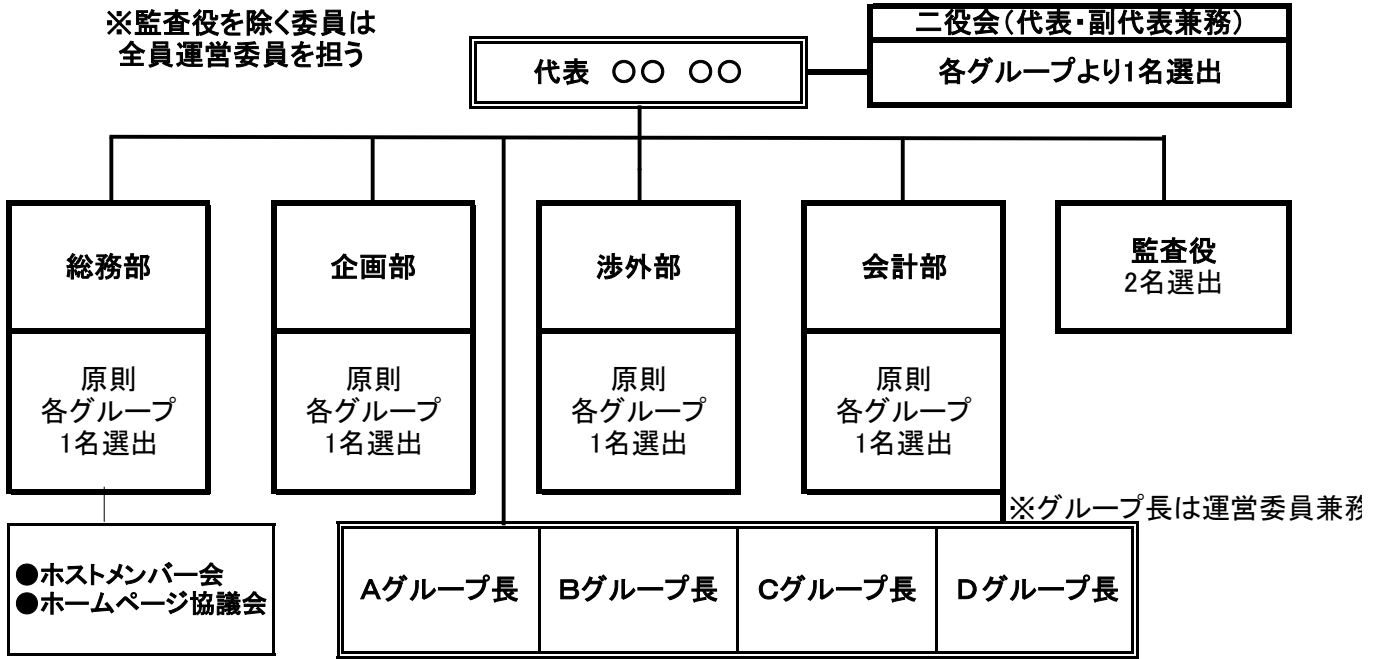 ※監査役を除く委員は
全員運営委員を担う
代表 ○○ ○○
二役会(代表・副代表兼務)
各グループより1名選出
総務部
原則
各グループ
1名選出
企画部
原則
各グループ
1名選出
渉外部
原則
各グループ
1名選出
会計部
原則
各グループ
1名選出
監査役
2名選出
※グループ長は運営委員兼務
●ホストメンバー会
●ホームページ協議会
Aグループ長
Bグループ長
Cグループ長
Dグループ長